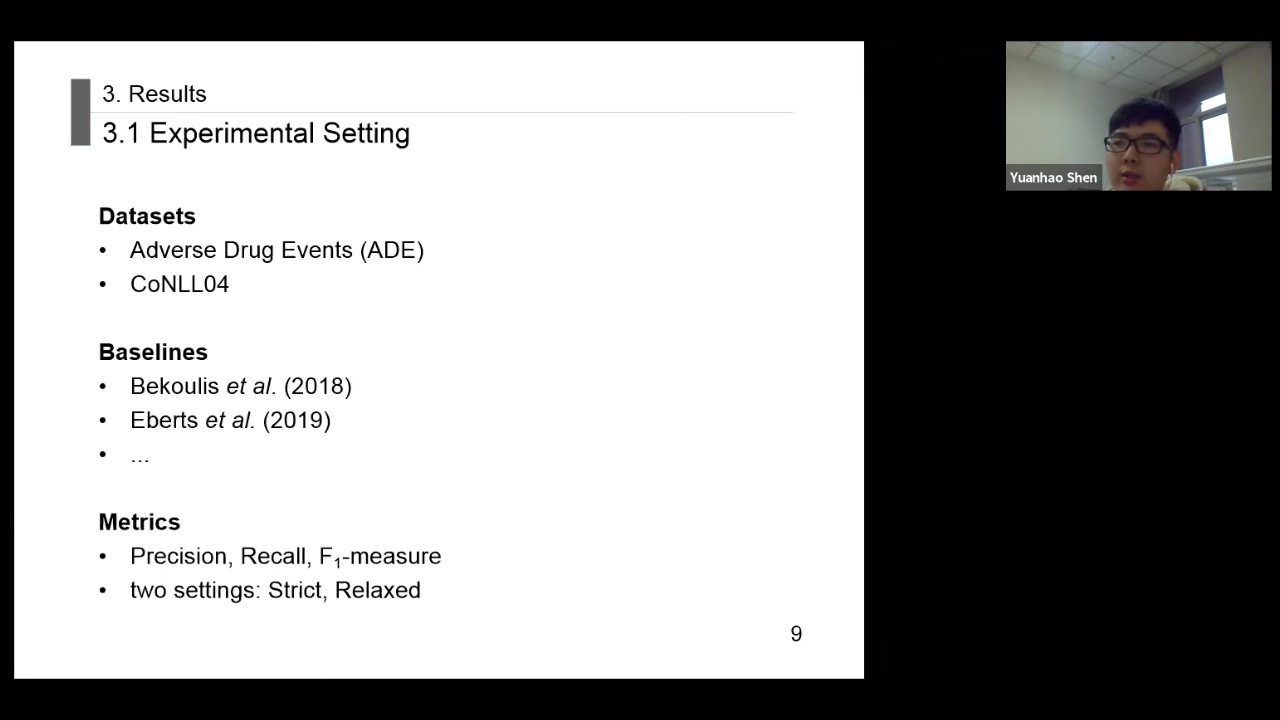 3. Results
3.1 Experimental Setting
Datasets
• Adverse Drug Events (ADE)
• CoNLL04
Baselines
• Bekoulis et al. (2018)
• Eberts et al. (2019)
• ...
Metrics
• Precision, Recall, F1-measure
• two settings: Strict, Relaxed
9
Yuanhao Shen